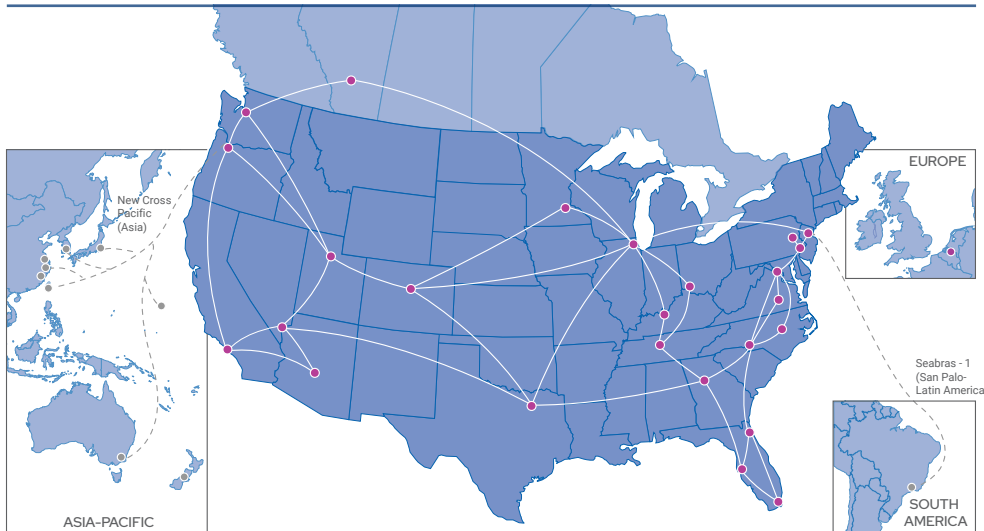 EUROPE
New Cross
Pacific
(Asia)
Seabras - 1
(San Palo-
Latin America
ASIA-PACIFIC
SOUTH
AMERICA